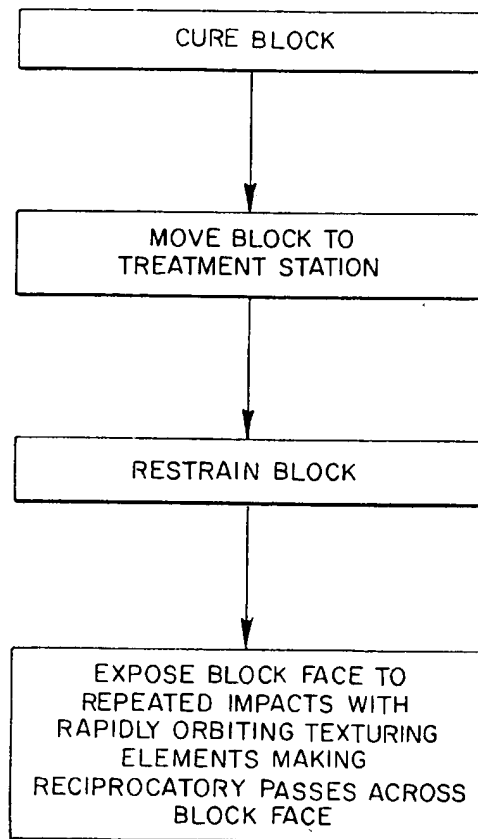 CURE BLOCK
MOVE BLOCK TO
TREATMENT STATION
RESTRAIN BLOCK
EXPOSE BLOCK FACE TO
REPEATED IMPACTS WITH
RAPIDLY ORBITING TEXTURING
ELEMENTS MAKING
RECIPROCATORY PASSES ACROSS
BLOCK FACE